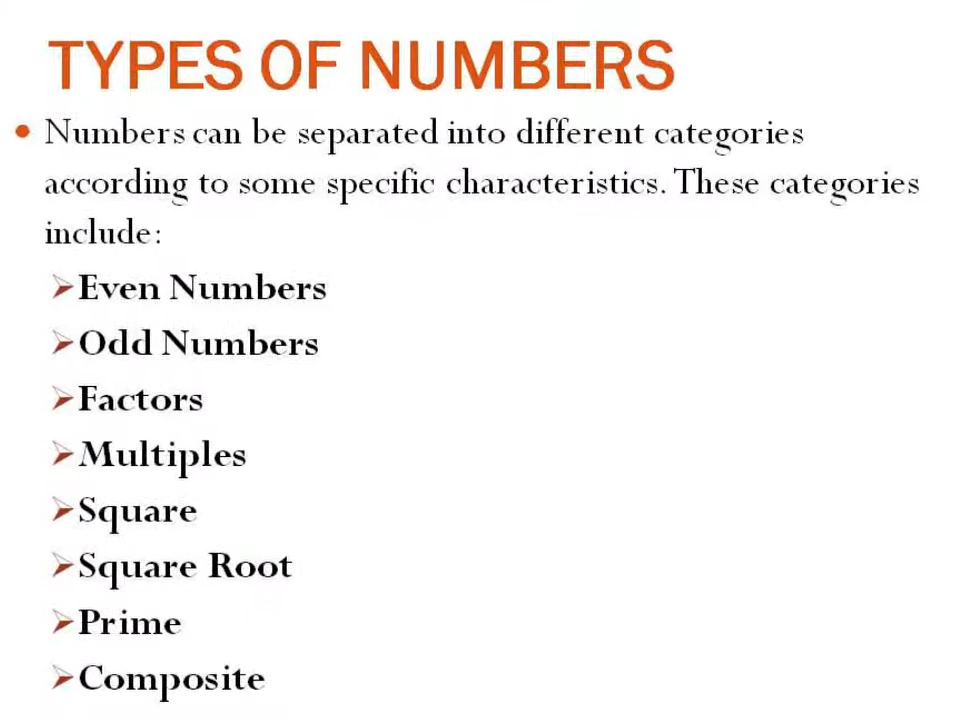 TYPES OF NUMBERS
Numbers can be separated into different categories
according to some specific characteristics. These categories
include:
Even Numbers
Odd Numbers
Factors
Multiples
Square
Square Root
Prime
Composite